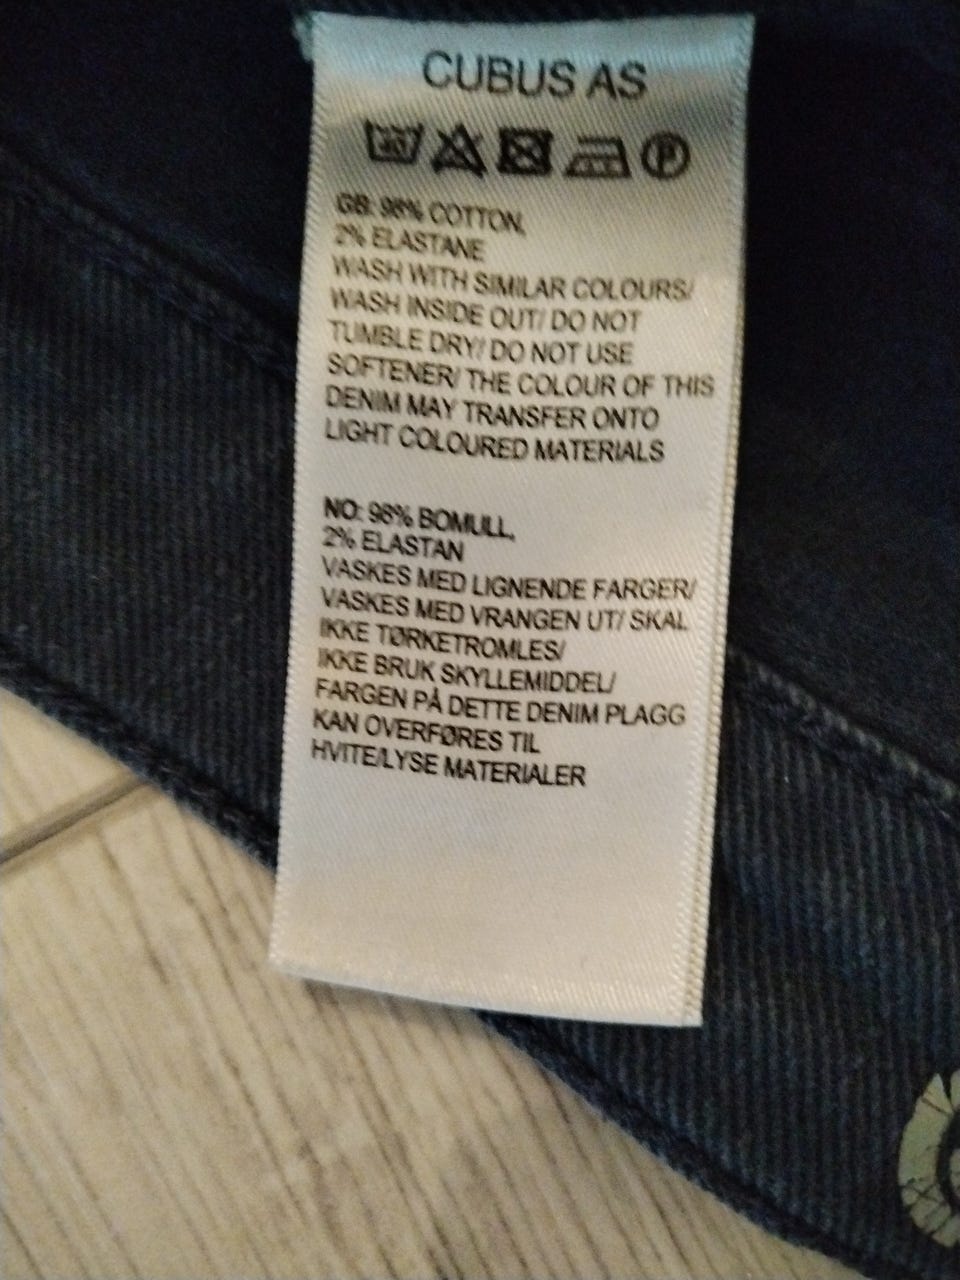 CUBUS AS
40 P
GB: 98% COTTON,
2% ELASTANE
WASH WITH SIMILAR COLOURS/
WASH INSIDE OUT/ DO NOT
TUMBLE DRY/ DO NOT USE
SOFTENER/ THE COLOUR OF THIS
DENIM MAY TRANSFER ONTO
LIGHT COLOURED MATERIALS
NO: 98% BOMULL,
2% ELASTAN
VASKES MED LIGNENDE FARGER/
VASKES MED VRANGEN UT/ SKAL
IKKE TØRKETROMLES/
IKKE BRUK SKYLLEMIDDEL/
FARGEN PÅ DETTE DENIM PLAGG
KAN OVERFØRES TIL
HVITE/LYSE MATERIALER